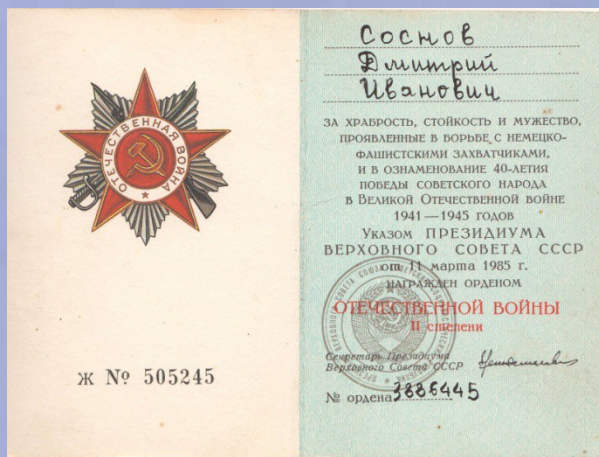 ОТЕЧЕСТВЕННАЯ ВОЙНА
Ж № 505245
Соснов
Дмитрий
Иванович
ЗА ХРАБРОСТЬ, СТОЙКОСТЬ И МУЖЕСТВО,
ПРОЯВЛЕННЫЕ В БОРЬБЕ С НЕМЕЦКО-
ФАШИСТСКИМИ ЗАХВАТЧИКАМИ,
И В ОЗНАМЕНОВАНИЕ 40-ЛЕТИЯ
ПОБЕДЫ СОВЕТСКОГО НАРОДА
В ВЕЛИКОЙ ОТЕЧЕСТВЕННОЙ ВОЙНЕ
1941—1945 ГОДОВ
УКАЗОМ ПРЕЗИДИУМА
ВЕРХОВНОГО СОВЕТА СССР
от 11 марта 1985 г.
НАГРАЖДЕН ОРДЕНОМ
ОТЕЧЕСТВЕННОЙ ВОЙНЫ
II степени
Секретарь Президиума
Верховного Совета СССР
№ ордена 3886445